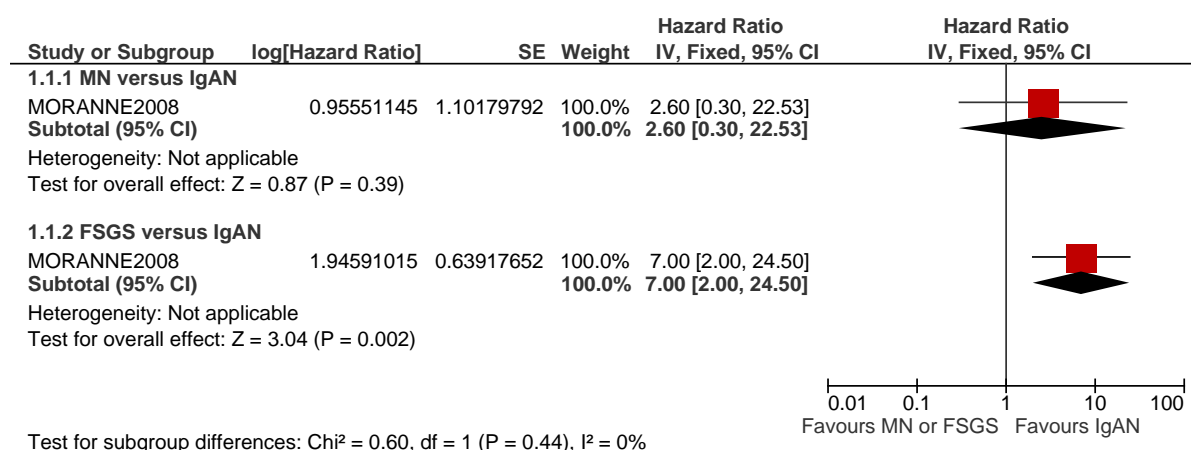 Hazard Ratio Hazard Ratio
Study or Subgroup log[Hazard Ratio] SE Weight IV, Fixed, 95% CI IV, Fixed, 95% CI
1.1.1 MN versus IgAN
MORANNE2008 0.95551145 1.10179792 100.0% 2.60 [0.30, 22.53]
Subtotal (95% CI) 100.0% 2.60 [0.30, 22.53]
Heterogeneity: Not applicable
Test for overall effect: Z = 0.87 (P = 0.39)
1.1.2 FSGS versus IgAN
MORANNE2008 1.94591015 0.63917652 100.0% 7.00 [2.00, 24.50]
Subtotal (95% CI) 100.0% 7.00 [2.00, 24.50]
Heterogeneity: Not applicable
Test for overall effect: Z = 3.04 (P = 0.002)
0.01 0.1 1 10 100
Favours MN or FSGS Favours IgAN
Test for subgroup differences: Chi² = 0.60, df = 1 (P = 0.44), I² = 0%